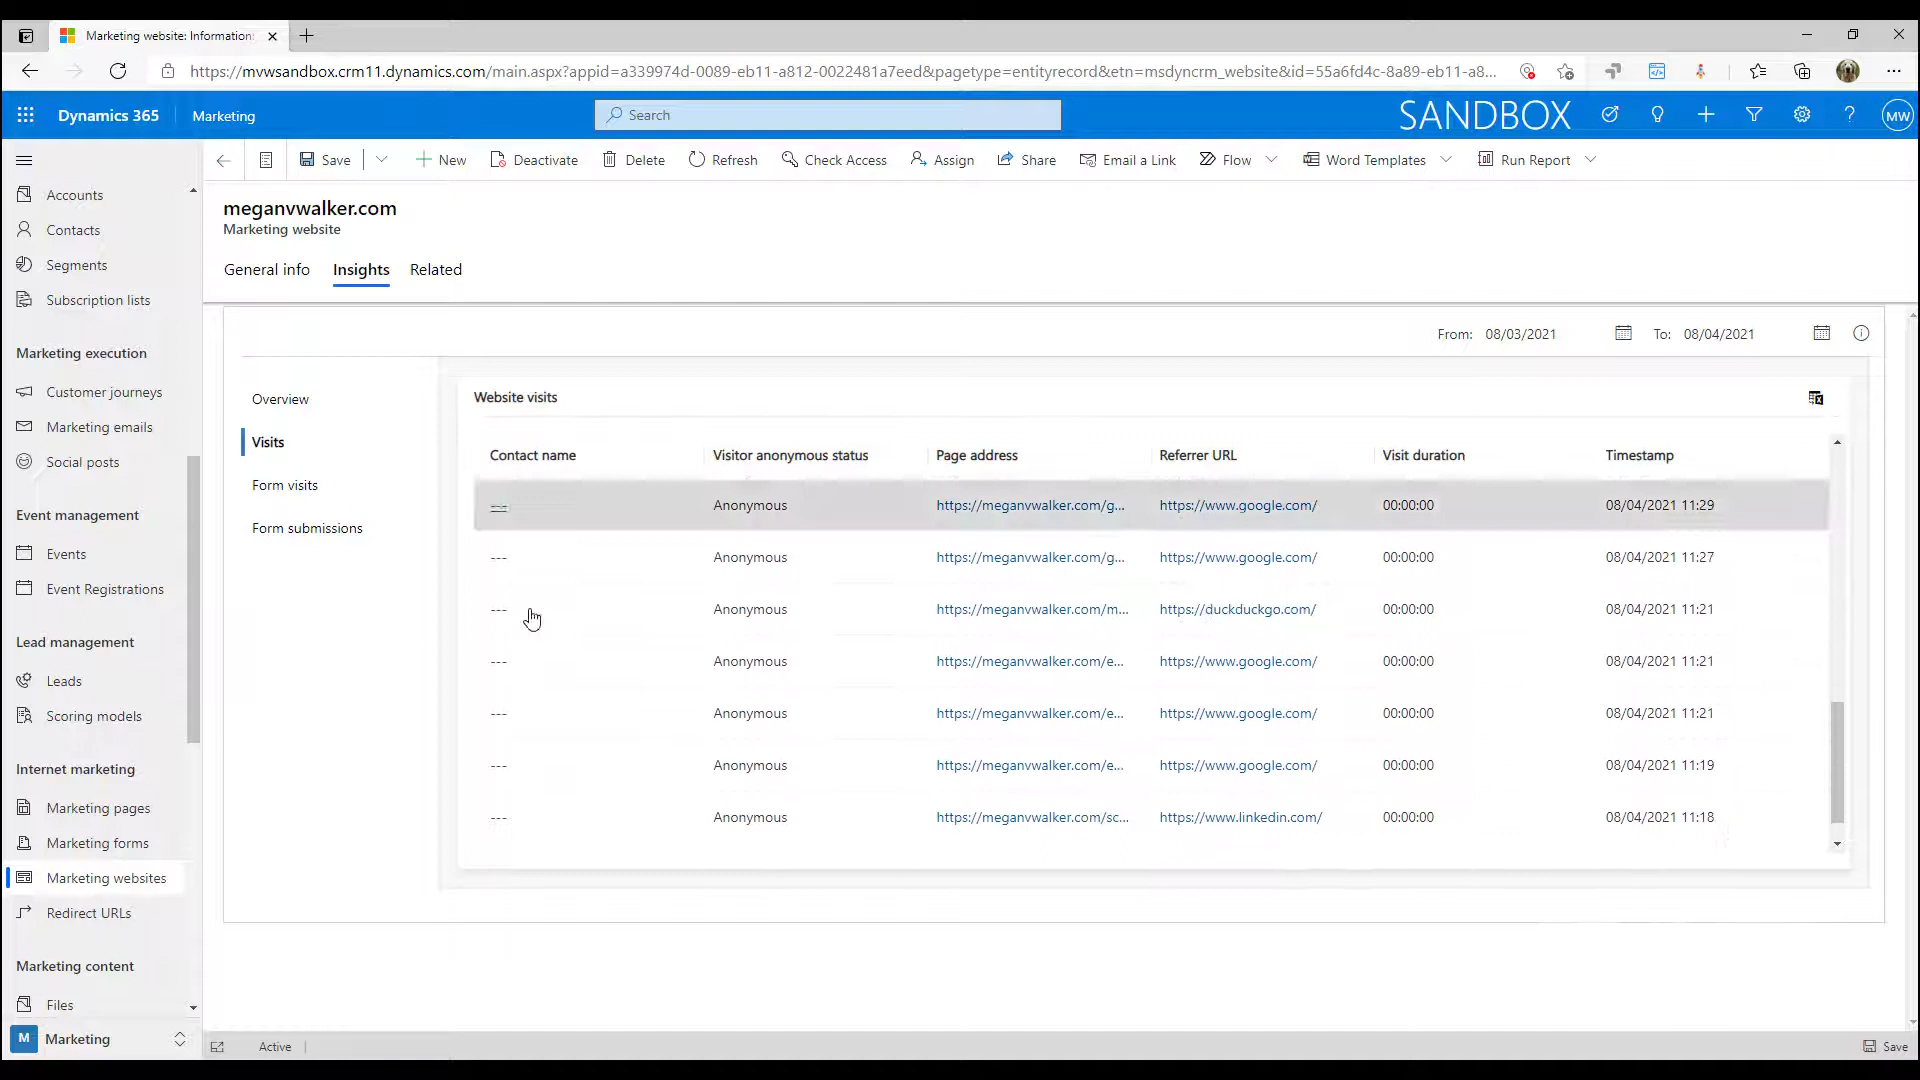 Marketing website: Information:
https://mvwsandbox.crm11.dynamics.com/main.aspx?appid=a339974d-0089-eb11-a812-0022481a7eed&pagetype=entityrecord&etn=msdyncrm_website&id=55a6fd4c-8a89-eb11-a8...
Dynamics 365
Marketing
Search
SANDBOX
MW
Save
New
Deactivate
Delete
Refresh
Check Access
Assign
Share
Email a Link
Flow
Word Templates
Run Report
Accounts
Contacts
Segments
Subscription lists
Marketing execution
Customer journeys
Marketing emails
Social posts
Event management
Events
Event Registrations
Lead management
Leads
Scoring models
Internet marketing
Marketing pages
Marketing forms
Marketing websites
Redirect URLs
Marketing content
Files
M Marketing
meganvwalker.com
Marketing website
General info Insights Related
From: 08/03/2021 To: 08/04/2021
Overview
Visits
Form visits
Form submissions
Website visits
Contact name Visitor anonymous status Page address Referrer URL Visit duration Timestamp
--- Anonymous https://meganvwalker.com/g... https://www.google.com/ 00:00:00 08/04/2021 11:29
--- Anonymous https://meganvwalker.com/g... https://www.google.com/ 00:00:00 08/04/2021 11:27
--- Anonymous https://meganvwalker.com/m... https://duckduckgo.com/ 00:00:00 08/04/2021 11:21
--- Anonymous https://meganvwalker.com/e... https://www.google.com/ 00:00:00 08/04/2021 11:21
--- Anonymous https://meganvwalker.com/e... https://www.google.com/ 00:00:00 08/04/2021 11:21
--- Anonymous https://meganvwalker.com/e... https://www.google.com/ 00:00:00 08/04/2021 11:19
--- Anonymous https://meganvwalker.com/sc... https://www.linkedin.com/ 00:00:00 08/04/2021 11:18
Active
Save